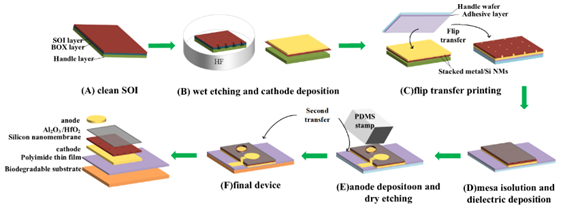 SOI layer
BOX layer
Handle layer
(A) clean SOI
HF
(B) wet etching and cathode deposition
Handle wafer
Adhesive layer
Flip
transfer
Stacked metal/Si NMs
(C)flip transfer printing
(D)mesa isolation and
dielectric deposition
PDMS
stamp
(E)anode depositoon and
dry etching
Second
transfer
(F)final device
anode
Al₂O₃/HfO₂
Silicon nanomembrane
cathode
Polyimide thin film
Biodegradable substrate